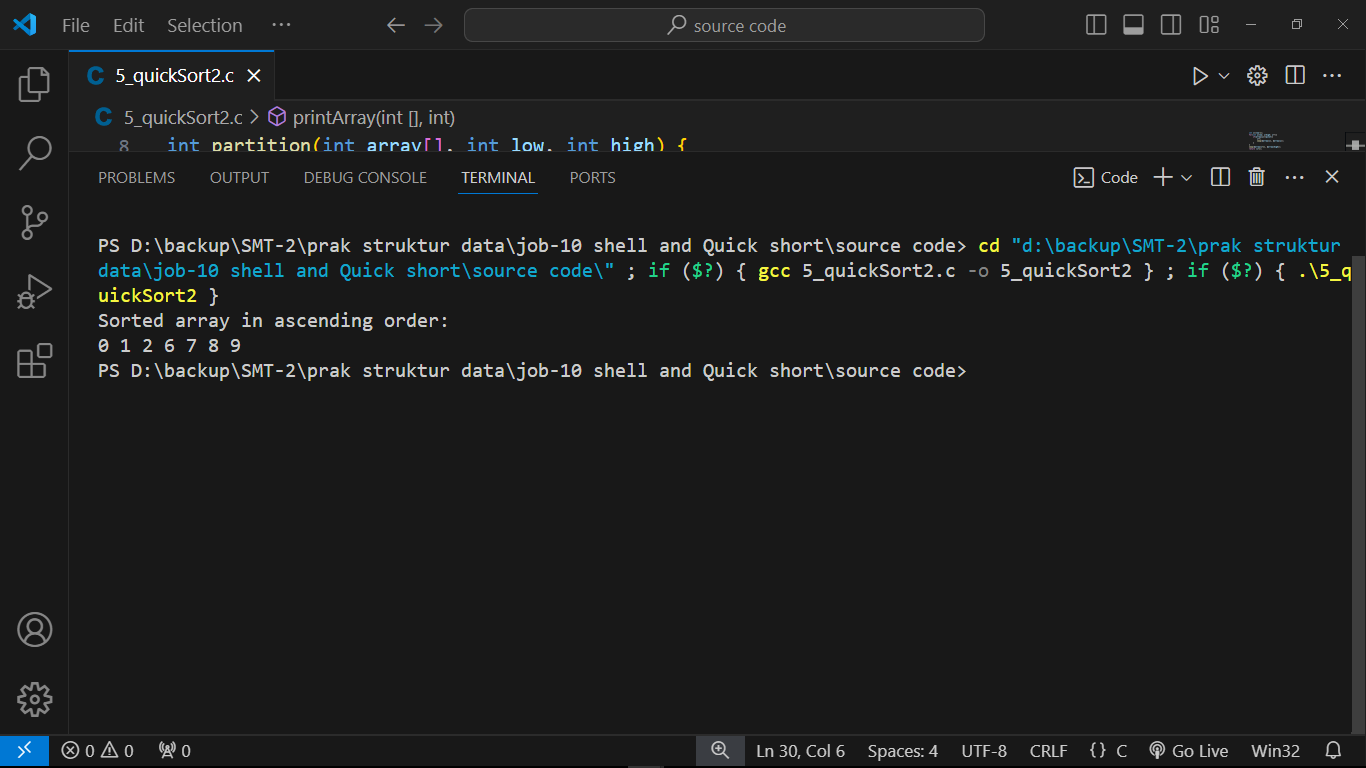 File Edit Selection ··· source code
C 5_quickSort2.c
C 5_quickSort2.c > printArray(int [], int)
8 int partition(int array[], int low, int high) {
PROBLEMS OUTPUT DEBUG CONSOLE TERMINAL PORTS Code
PS D:\backup\SMT-2\prak struktur data\job-10 shell and Quick short\source code> cd "d:\backup\SMT-2\prak struktur
data\job-10 shell and Quick short\source code\" ; if ($?) { gcc 5_quickSort2.c -o 5_quickSort2 } ; if ($?) { .\5_q
uickSort2 }
Sorted array in ascending order:
0 1 2 6 7 8 9
PS D:\backup\SMT-2\prak struktur data\job-10 shell and Quick short\source code>
0 0 0 Ln 30, Col 6 Spaces: 4 UTF-8 CRLF {} C Go Live Win32